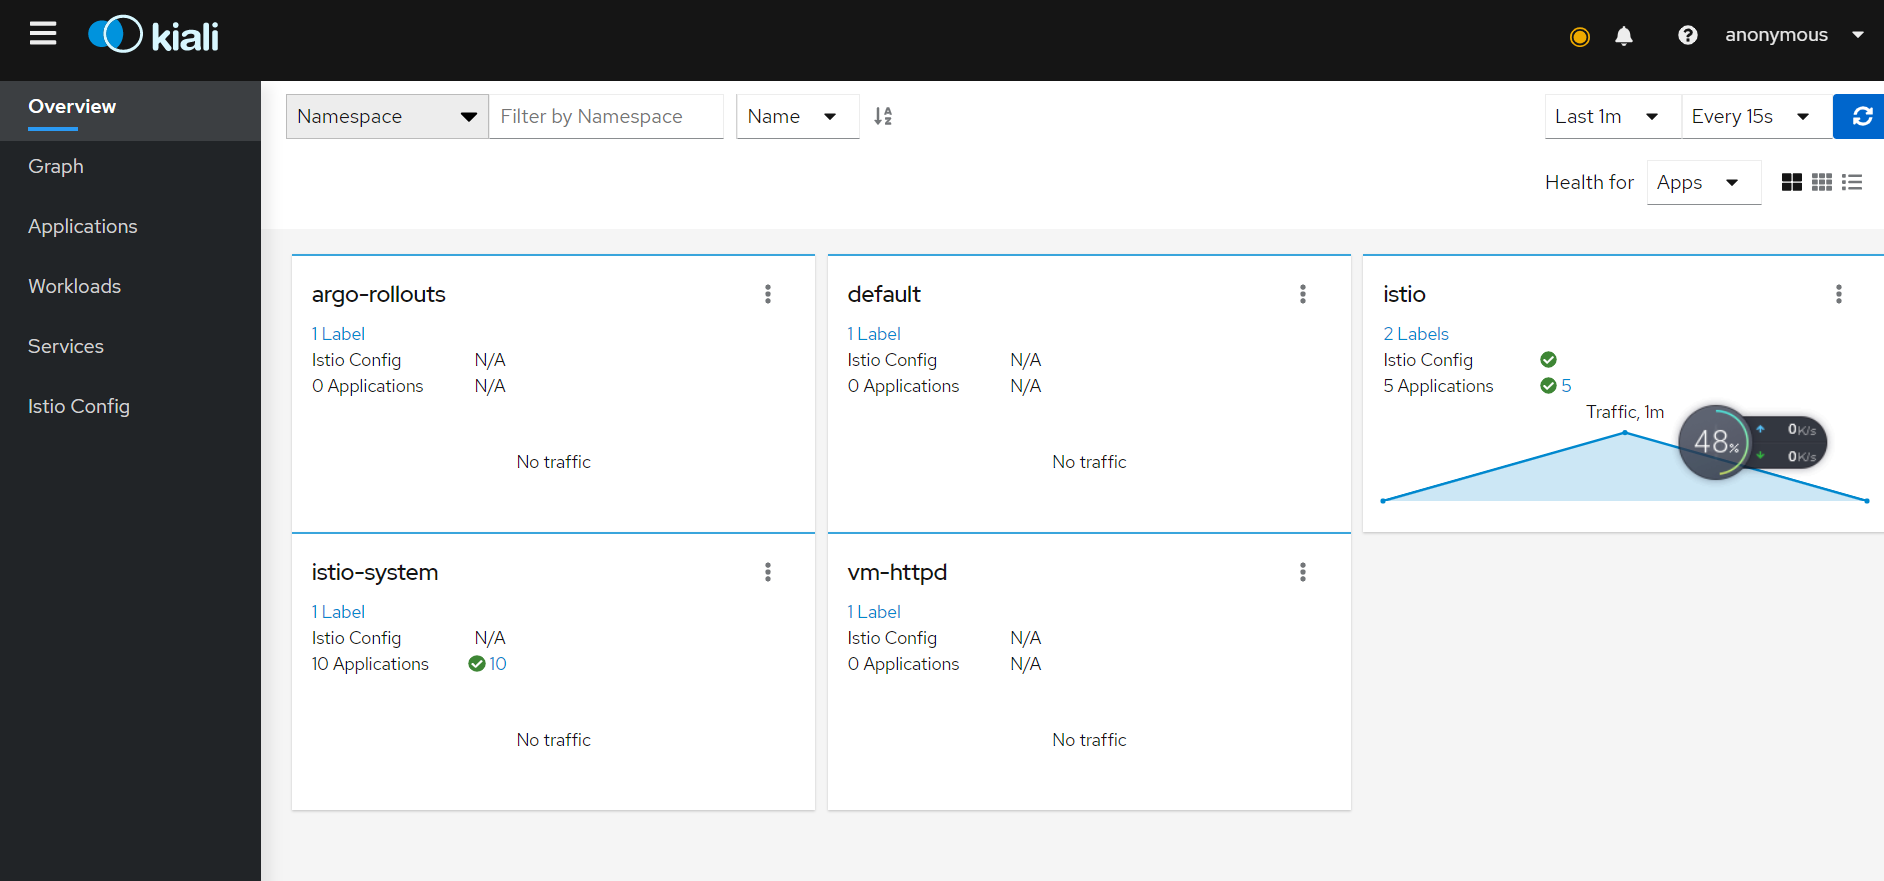 kiali
anonymous
Overview
Graph
Applications
Workloads
Services
Istio Config
Namespace
Filter by Namespace
Name
Last 1m
Every 15s
Health for
Apps
argo-rollouts
1 Label
Istio Config N/A
0 Applications N/A
No traffic
default
1 Label
Istio Config N/A
0 Applications N/A
No traffic
istio
2 Labels
Istio Config
5 Applications 5
Traffic, 1m
48%
0K/s
0K/s
istio-system
1 Label
Istio Config N/A
10 Applications 10
No traffic
vm-httpd
1 Label
Istio Config N/A
0 Applications N/A
No traffic